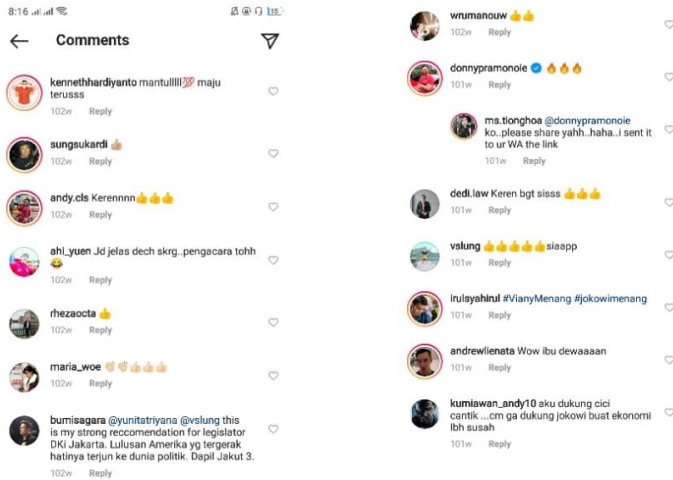 8:16
Comments
kennethhardiyanto mantulllll💯 maju
terusss
102w Reply
sungsukardi 👍🏼
102w Reply
andy.cls Kerennnn👍👍👍
102w Reply
ahi_yuen Jd jelas dech skrg..pengacara tohh
😂
102w Reply
rhezaocta 👍
102w Reply
maria_woe 👏🏻👏🏻👍🏻👍🏻👍🏻
102w Reply
bumisagara @yunitatriyana @vslung this
is my strong reccomendation for legislator
DKi Jakarta. Lulusan Amerika yg tergerak
hatinya terjun ke dunia politik. Dapil Jakut 3.
102w Reply
wrumanouw 👍👍
102w Reply
donnypramonoie 🔥🔥🔥
101w Reply
ms.tionghoa @donnypramonoie
ko..please share yahh..haha..i sent it
to ur WA the link
101w Reply
dedi.law Keren bgt sisss 👍👍👍
101w Reply
vslung 👍👍👍👍👍siaapp
101w Reply
irulsyahirul #VianyMenang #jokowimenang
101w Reply
andrewlienata Wow ibu dewaaaan
101w Reply
kurniawan_andy10 aku dukung cici
cantik ...cm ga dukung jokowi buat ekonomi
lbh susah
101w Reply